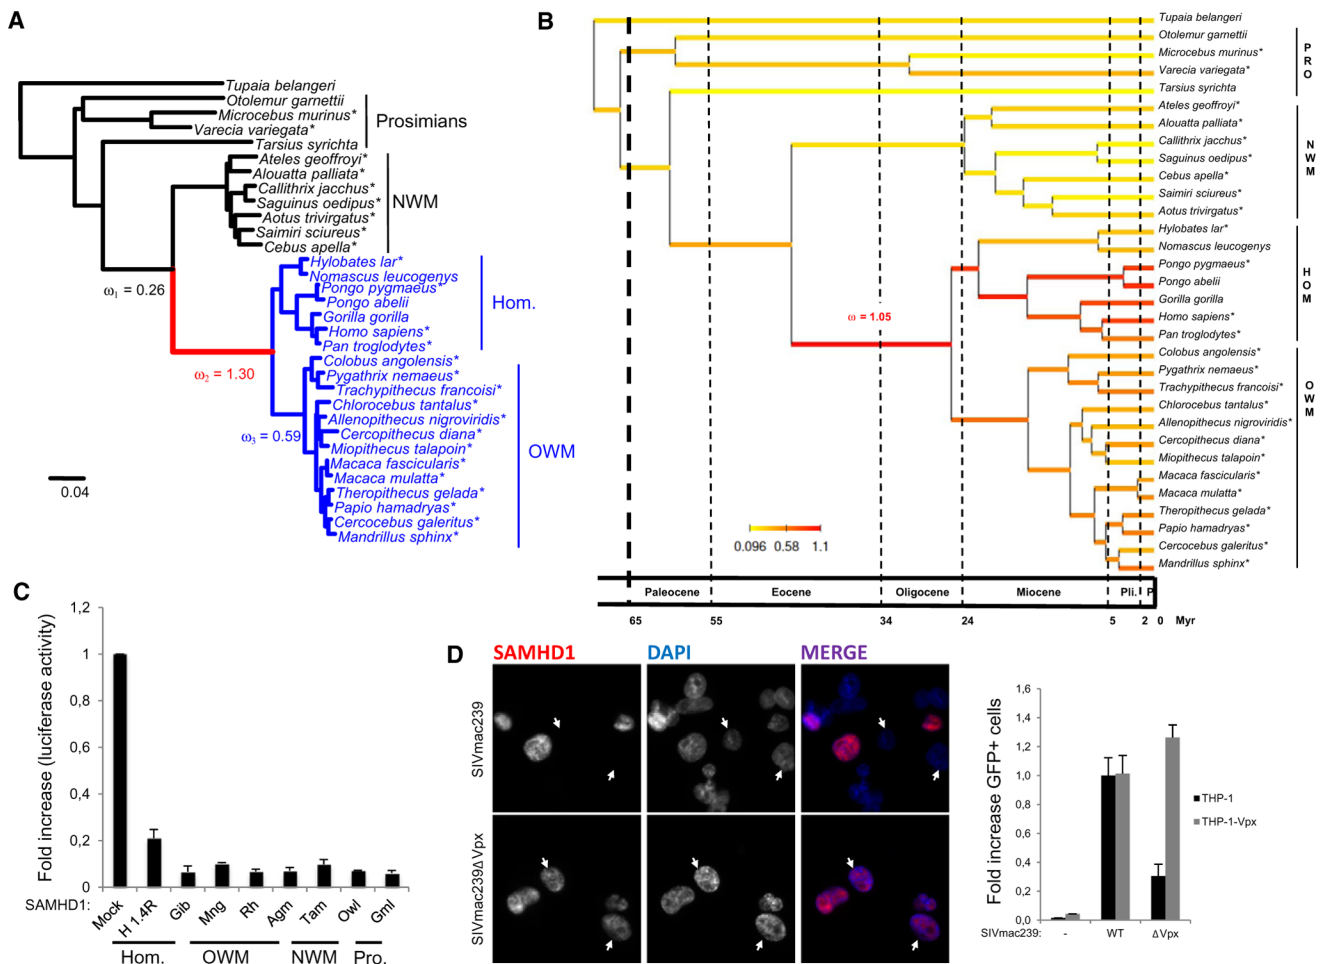 A
Tupaia belangeri
Otolemur garnettii
Microcebus murinus*
Varecia variegata*
Prosimians
Tarsius syrichta
Ateles geoffroyi*
Alouatta palliata*
Callithrix jacchus*
Saguinus oedipus*
NWM
Aotus trivirgatus*
Saimiri sciureus*
Cebus apella*
Hylobates lar*
Nomascus leucogenys
Pongo pygmaeus*
Pongo abelii
Hom.
Gorilla gorilla
Homo sapiens*
Pan troglodytes*
Colobus angolensis*
Pygathrix nemaeus*
Trachypithecus francoisi*
Chlorocebus tantalus*
Allenopithecus nigroviridis*
Cercopithecus diana*
Miopithecus talapoin*
OWM
Macaca fascicularis*
Macaca mulatta*
Theropithecus gelada*
Papio hamadryas*
Cercocebus galeritus*
Mandrillus sphinx*
ω1 = 0.26
ω2 = 1.30
ω3 = 0.59
0.04
B
Tupaia belangeri
Otolemur garnettii
Microcebus murinus*
Varecia variegata*
PRO
Tarsius syrichta
Ateles geoffroyi*
Alouatta palliata*
Callithrix jacchus*
Saguinus oedipus*
NWM
Cebus apella*
Saimiri sciureus*
Aotus trivirgatus*
Hylobates lar*
Nomascus leucogenys
Pongo pygmaeus*
Pongo abelii
HOM
Gorilla gorilla
Homo sapiens*
Pan troglodytes*
Colobus angolensis*
Pygathrix nemaeus*
Trachypithecus francoisi*
OWM
Chlorocebus tantalus*
Allenopithecus nigroviridis*
Cercopithecus diana*
Miopithecus talapoin*
Macaca fascicularis*
Macaca mulatta*
Theropithecus gelada*
Papio hamadryas*
Cercocebus galeritus*
Mandrillus sphinx*
ω = 1.05
0.096 0.58 1.1
Paleocene Eocene Oligocene Miocene Pli. P
65 55 34 24 5 2 0 Myr
C
Fold increase (luciferase activity)
1,2
1
0,8
0,6
0,4
0,2
0
SAMHD1:
Mock H 1.4R Gib Mng Rh Agm Tam Owl Gml
Hom. OWM NWM Pro.
D
SAMHD1 DAPI MERGE
SIVmac239
SIVmac239Δ Vpx
Fold increase GFP+ cells
1,6
1,4
1,2
1,0
0,8
0,6
0,4
0,2
0,0
THP-1
THP-1-Vpx
SIVmac239: - WT ΔVpx